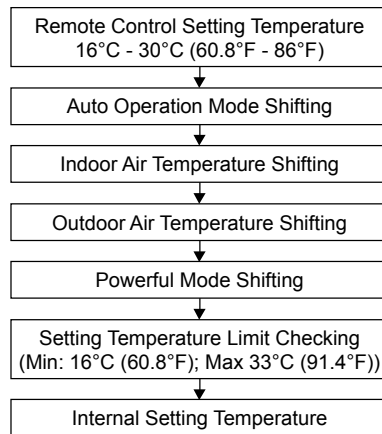 Remote Control Setting Temperature
16°C - 30°C (60.8°F - 86°F)
Auto Operation Mode Shifting
Indoor Air Temperature Shifting
Outdoor Air Temperature Shifting
Powerful Mode Shifting
Setting Temperature Limit Checking
(Min: 16°C (60.8°F); Max 33°C (91.4°F))
Internal Setting Temperature